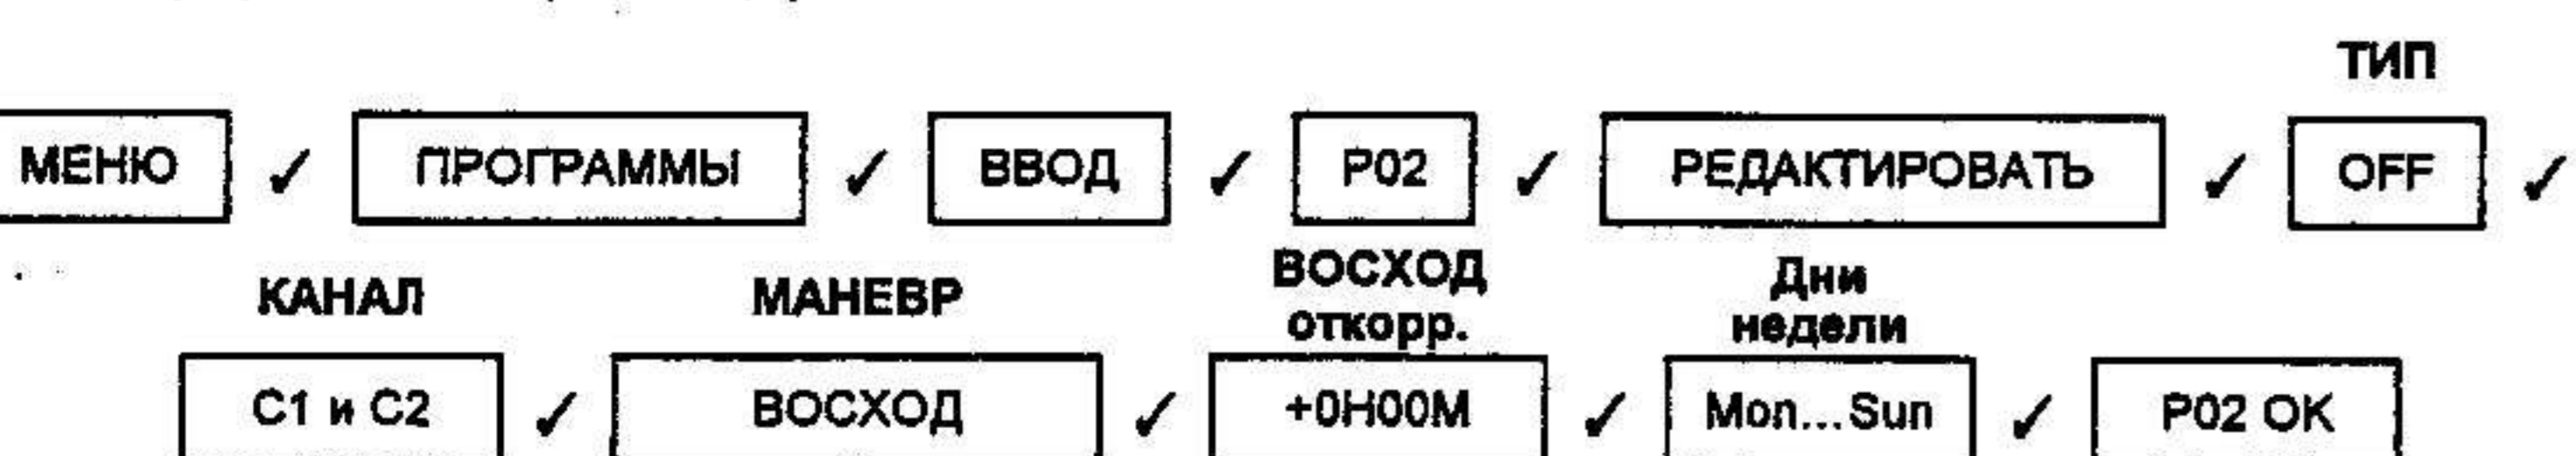 ТИП
МЕНЮ ✓ ПРОГРАММЫ ✓ ВВОД ✓ P02 ✓ РЕДАКТИРОВАТЬ ✓ OFF ✓
КАНАЛ МАНЕВР ВОСХОД откорр. Дни недели
C1 и C2 ✓ ВОСХОД ✓ +0H00M ✓ Mon...Sun ✓ P02 OK